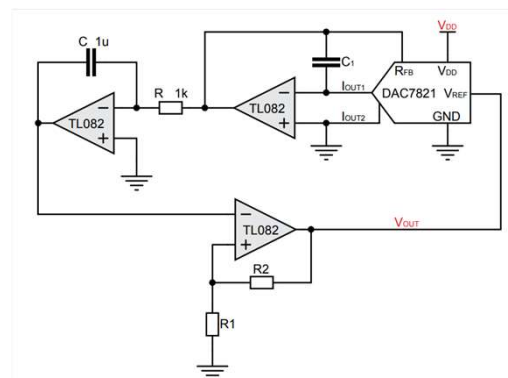 C 1u
VDD
R 1k
C1
IOUT1
IOUT2
RFB
VDD
DAC7821
VREF
GND
TL082
TL082
TL082
VOUT
R2
R1